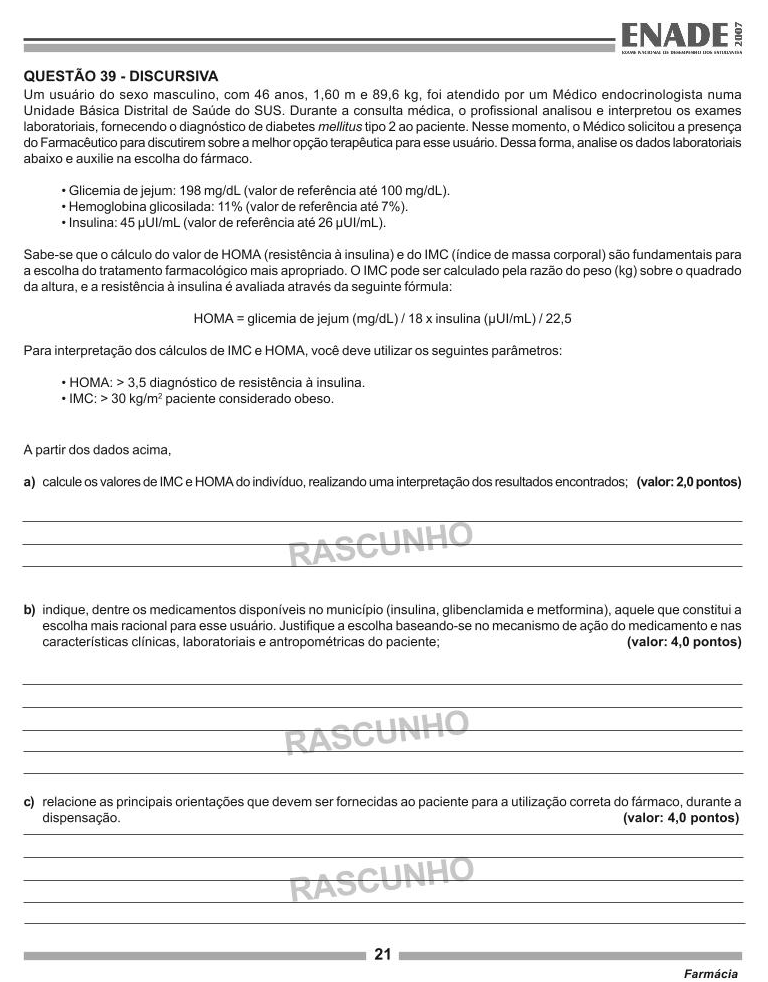 ENADE 2007
EXAME NACIONAL DE DESEMPENHO DOS ESTUDANTES
QUESTÃO 39 - DISCURSIVA
Um usuário do sexo masculino, com 46 anos, 1,60 m e 89,6 kg, foi atendido por um Médico endocrinologista numa
Unidade Básica Distrital de Saúde do SUS. Durante a consulta médica, o profissional analisou e interpretou os exames
laboratoriais, fornecendo o diagnóstico de diabetes mellitus tipo 2 ao paciente. Nesse momento, o Médico solicitou a presença
do Farmacêutico para discutirem sobre a melhor opção terapêutica para esse usuário. Dessa forma, analise os dados laboratoriais
abaixo e auxilie na escolha do fármaco.
• Glicemia de jejum: 198 mg/dL (valor de referência até 100 mg/dL).
• Hemoglobina glicosilada: 11% (valor de referência até 7%).
• Insulina: 45 µUI/mL (valor de referência até 26 µUI/mL).
Sabe-se que o cálculo do valor de HOMA (resistência à insulina) e do IMC (índice de massa corporal) são fundamentais para
a escolha do tratamento farmacológico mais apropriado. O IMC pode ser calculado pela razão do peso (kg) sobre o quadrado
da altura, e a resistência à insulina é avaliada através da seguinte fórmula:
HOMA = glicemia de jejum (mg/dL) / 18 x insulina (µUI/mL) / 22,5
Para interpretação dos cálculos de IMC e HOMA, você deve utilizar os seguintes parâmetros:
• HOMA: > 3,5 diagnóstico de resistência à insulina.
• IMC: > 30 kg/m² paciente considerado obeso.
A partir dos dados acima,
a) calcule os valores de IMC e HOMA do indivíduo, realizando uma interpretação dos resultados encontrados; (valor: 2,0 pontos)
RASCUNHO
b) indique, dentre os medicamentos disponíveis no município (insulina, glibenclamida e metformina), aquele que constitui a
escolha mais racional para esse usuário. Justifique a escolha baseando-se no mecanismo de ação do medicamento e nas
características clínicas, laboratoriais e antropométricas do paciente; (valor: 4,0 pontos)
RASCUNHO
c) relacione as principais orientações que devem ser fornecidas ao paciente para a utilização correta do fármaco, durante a
dispensação. (valor: 4,0 pontos)
RASCUNHO
21
Farmácia